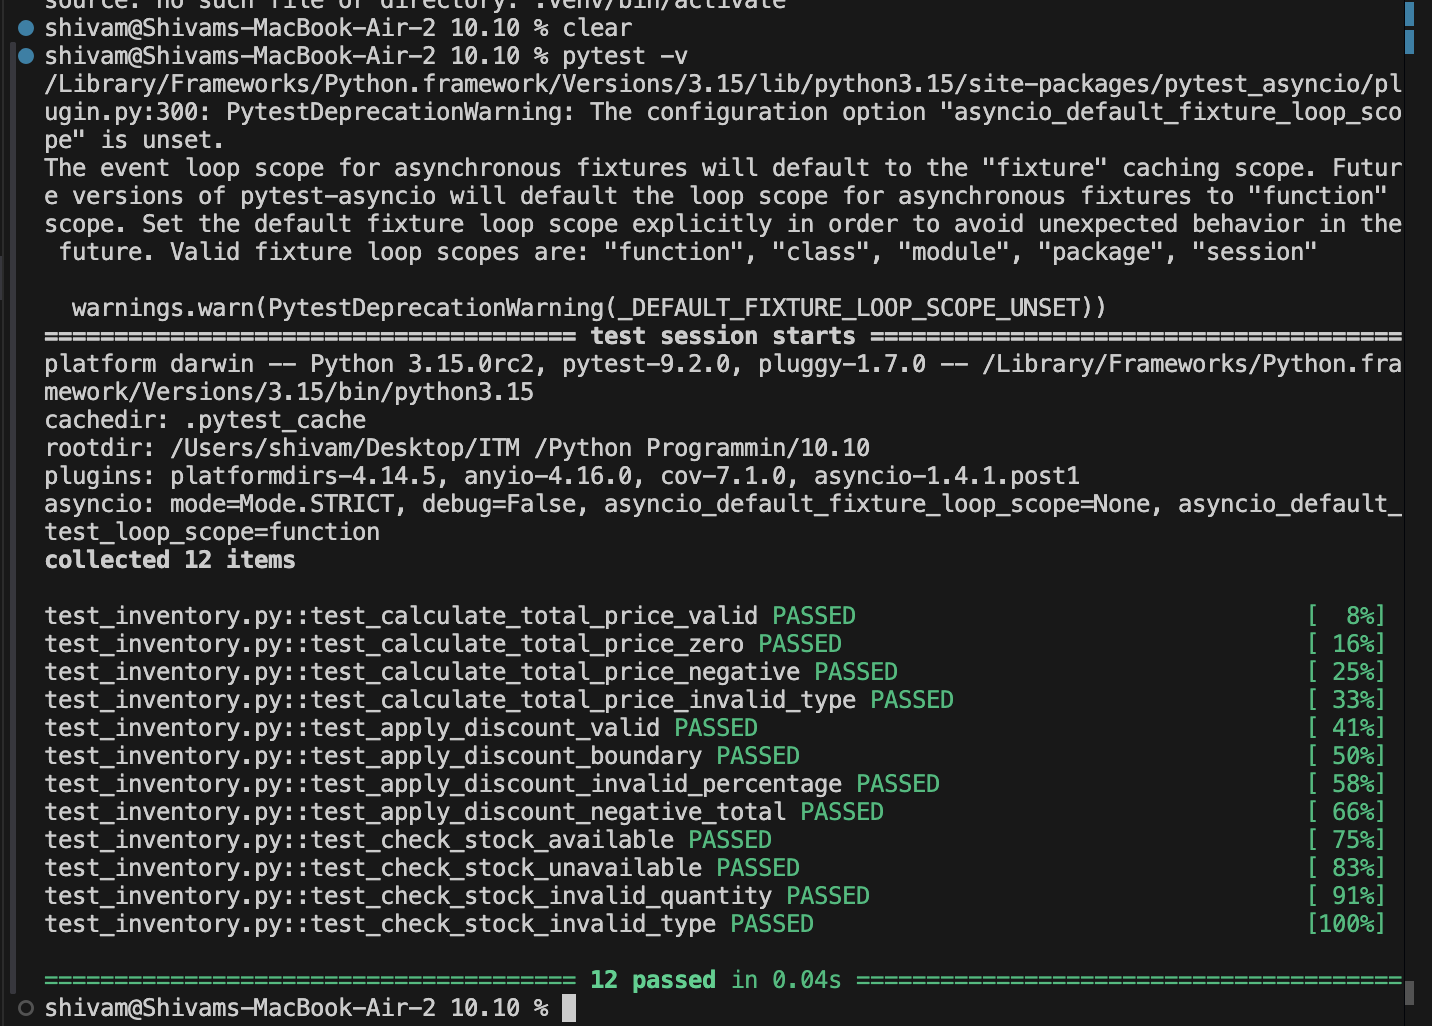 source: no such file or directory: .venv/bin/activate
shivam@Shivams-MacBook-Air-2 10.10 % clear
shivam@Shivams-MacBook-Air-2 10.10 % pytest -v
/Library/Frameworks/Python.framework/Versions/3.15/lib/python3.15/site-packages/pytest_asyncio/pl
ugin.py:300: PytestDeprecationWarning: The configuration option "asyncio_default_fixture_loop_sco
pe" is unset.
The event loop scope for asynchronous fixtures will default to the "fixture" caching scope. Futur
e versions of pytest-asyncio will default the loop scope for asynchronous fixtures to "function"
scope. Set the default fixture loop scope explicitly in order to avoid unexpected behavior in the
 future. Valid fixture loop scopes are: "function", "class", "module", "package", "session"
  warnings.warn(PytestDeprecationWarning(_DEFAULT_FIXTURE_LOOP_SCOPE_UNSET))
====================================== test session starts ======================================
platform darwin -- Python 3.15.0rc2, pytest-9.2.0, pluggy-1.7.0 -- /Library/Frameworks/Python.fra
mework/Versions/3.15/bin/python3.15
cachedir: .pytest_cache
rootdir: /Users/shivam/Desktop/ITM /Python Programmin/10.10
plugins: platformdirs-4.14.5, anyio-4.16.0, cov-7.1.0, asyncio-1.4.1.post1
asyncio: mode=Mode.STRICT, debug=False, asyncio_default_fixture_loop_scope=None, asyncio_default_
test_loop_scope=function
collected 12 items
test_inventory.py::test_calculate_total_price_valid PASSED [  8%]
test_inventory.py::test_calculate_total_price_zero PASSED [ 16%]
test_inventory.py::test_calculate_total_price_negative PASSED [ 25%]
test_inventory.py::test_calculate_total_price_invalid_type PASSED [ 33%]
test_inventory.py::test_apply_discount_valid PASSED [ 41%]
test_inventory.py::test_apply_discount_boundary PASSED [ 50%]
test_inventory.py::test_apply_discount_invalid_percentage PASSED [ 58%]
test_inventory.py::test_apply_discount_negative_total PASSED [ 66%]
test_inventory.py::test_check_stock_available PASSED [ 75%]
test_inventory.py::test_check_stock_unavailable PASSED [ 83%]
test_inventory.py::test_check_stock_invalid_quantity PASSED [ 91%]
test_inventory.py::test_check_stock_invalid_type PASSED [100%]
====================================== 12 passed in 0.04s =======================================
shivam@Shivams-MacBook-Air-2 10.10 %